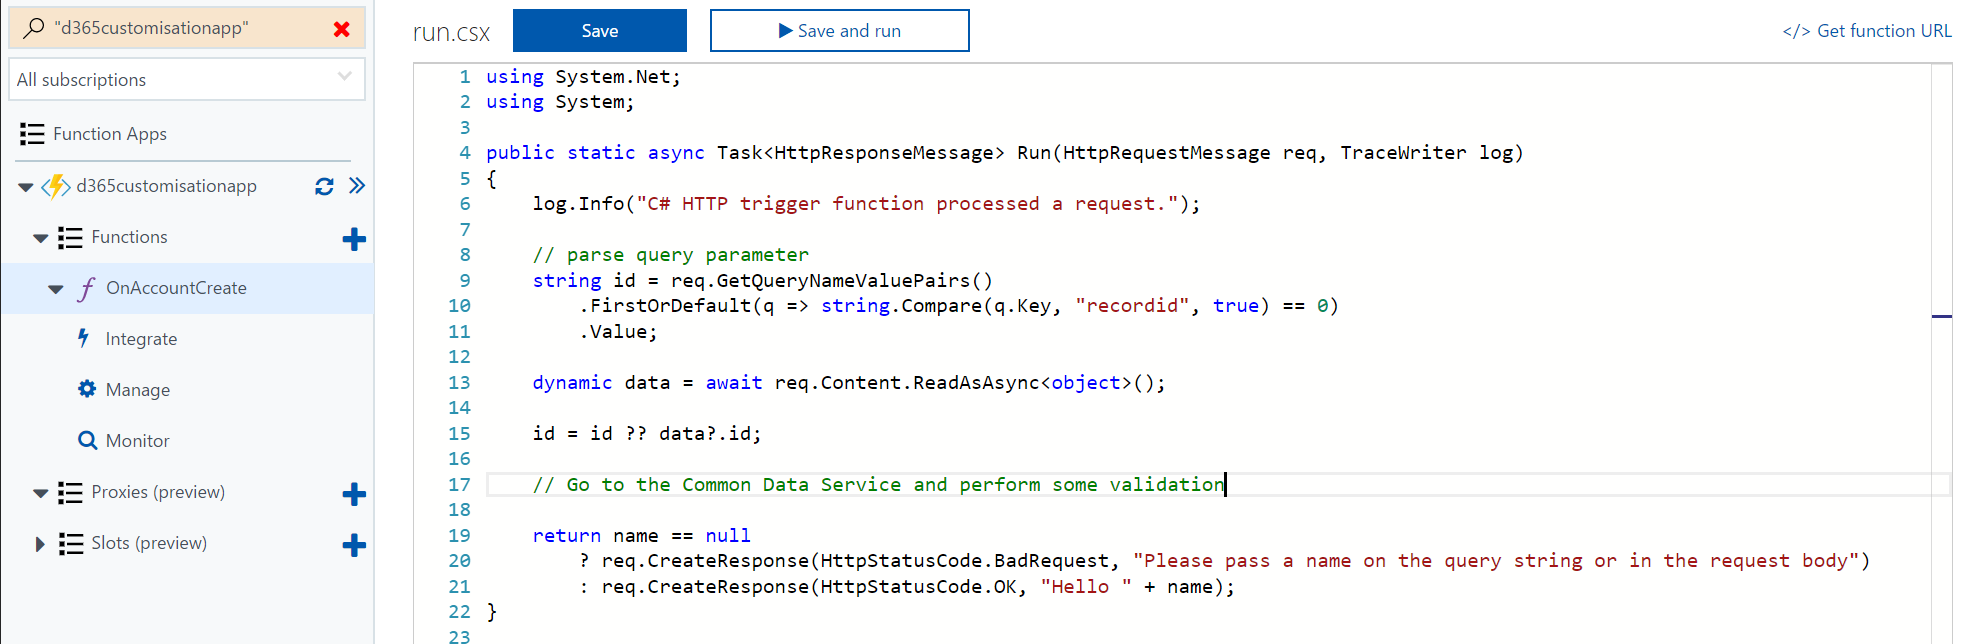 "d365customisationapp"
All subscriptions
Function Apps
d365customisationapp
Functions
OnAccountCreate
Integrate
Manage
Monitor
Proxies (preview)
Slots (preview)
run.csx
Save
Save and run
</> Get function URL
1 using System.Net;
2 using System;
3
4 public static async Task<HttpResponseMessage> Run(HttpRequestMessage req, TraceWriter log)
5 {
6     log.Info("C# HTTP trigger function processed a request.");
7
8     // parse query parameter
9     string id = req.GetQueryNameValuePairs()
10         .FirstOrDefault(q => string.Compare(q.Key, "recordid", true) == 0)
11         .Value;
12
13     dynamic data = await req.Content.ReadAsAsync<object>();
14
15     id = id ?? data?.id;
16
17     // Go to the Common Data Service and perform some validation
18
19     return name == null
20         ? req.CreateResponse(HttpStatusCode.BadRequest, "Please pass a name on the query string or in the request body")
21         : req.CreateResponse(HttpStatusCode.OK, "Hello " + name);
22 }
23